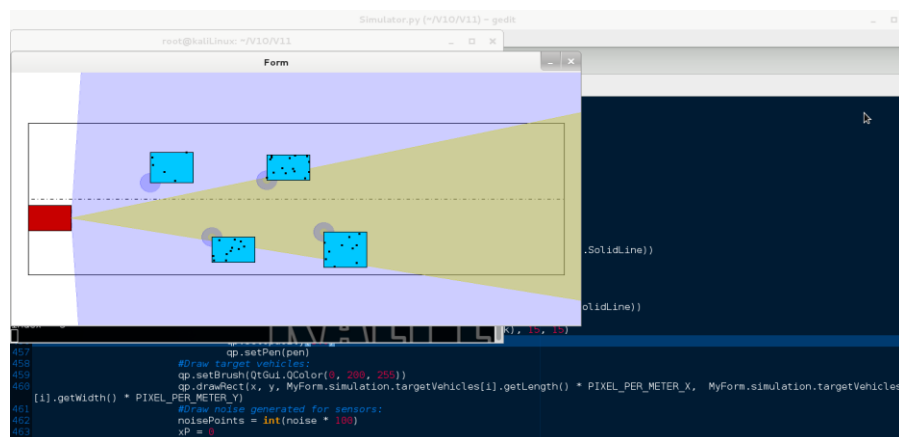 Simulator.py (~/V10/V11) – gedit
root@kaliLinux: ~/V10/V11
Form
.SolidLine))
olidLine))
K), 15, 15)
457 qp.setPen(pen)
458 #Draw target vehicles:
459 qp.setBrush(QtGui.QColor(0, 200, 255))
460 qp.drawRect(x, y, MyForm.simulation.targetVehicles[i].getLength() * PIXEL_PER_METER_X, MyForm.simulation.targetVehicles
[i].getWidth() * PIXEL_PER_METER_Y)
461 #Draw noise generated for sensors:
462 noisePoints = int(noise * 100)
463 xP = 0